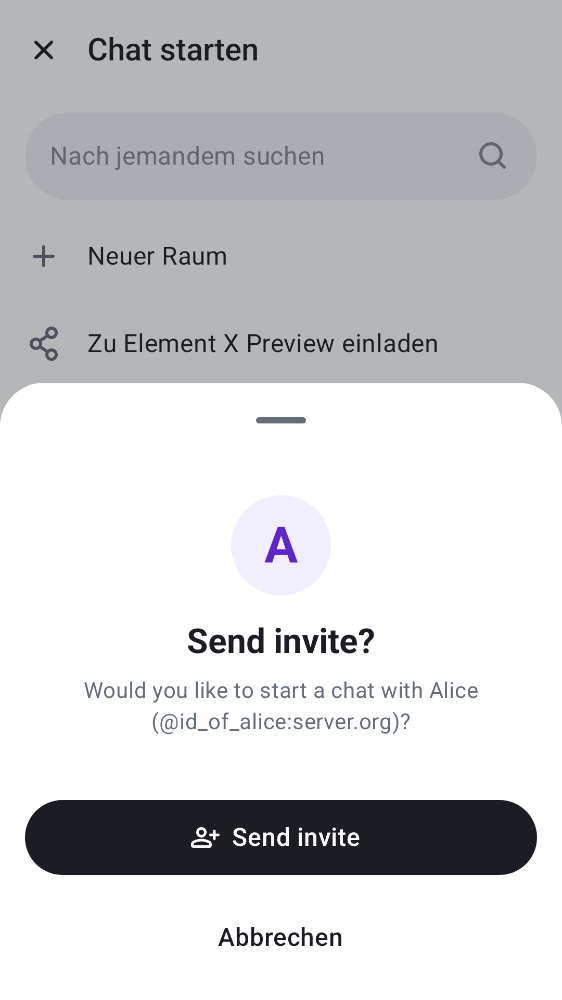 Chat starten
Nach jemandem suchen
Neuer Raum
Zu Element X Preview einladen
A
Send invite?
Would you like to start a chat with Alice
(@id_of_alice:server.org)?
Send invite
Abbrechen